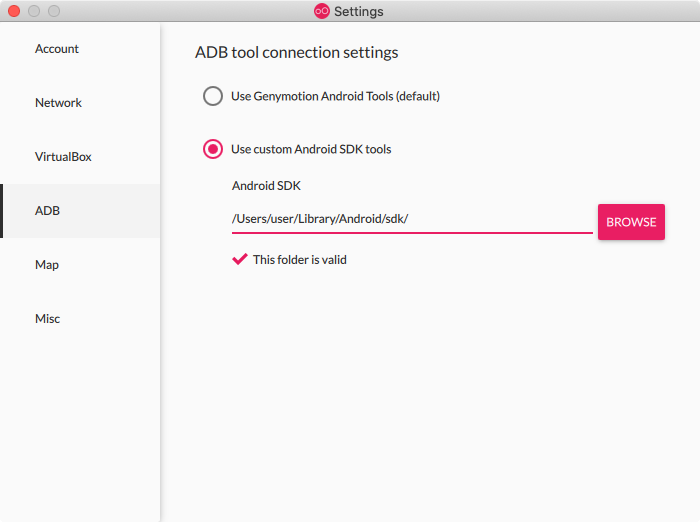 Settings
Account
Network
VirtualBox
ADB
Map
Misc
ADB tool connection settings
Use Genymotion Android Tools (default)
Use custom Android SDK tools
Android SDK
/Users/user/Library/Android/sdk/
BROWSE
This folder is valid